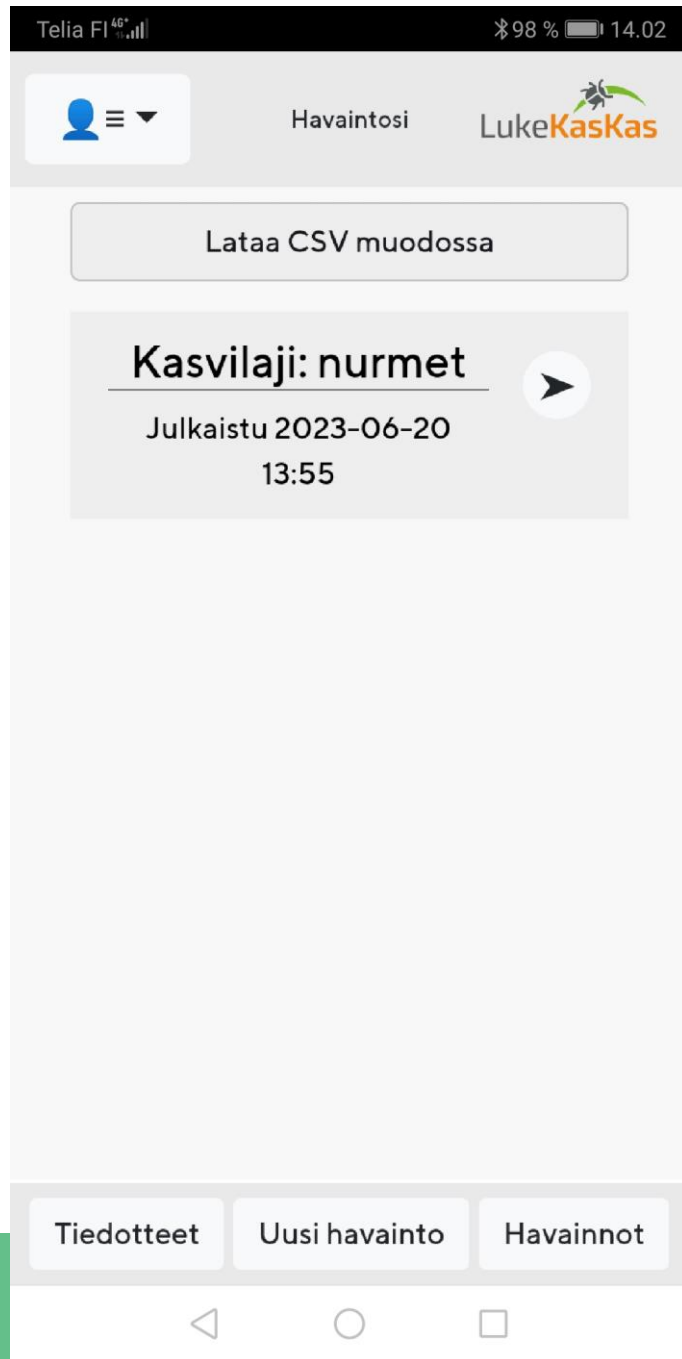 Telia FI 4G+ 98 % 14.02
Havaintosi
LukeKasKas
Lataa CSV muodossa
Kasvilaji: nurmet
Julkaistu 2023-06-20
13:55
Tiedotteet Uusi havainto Havainnot